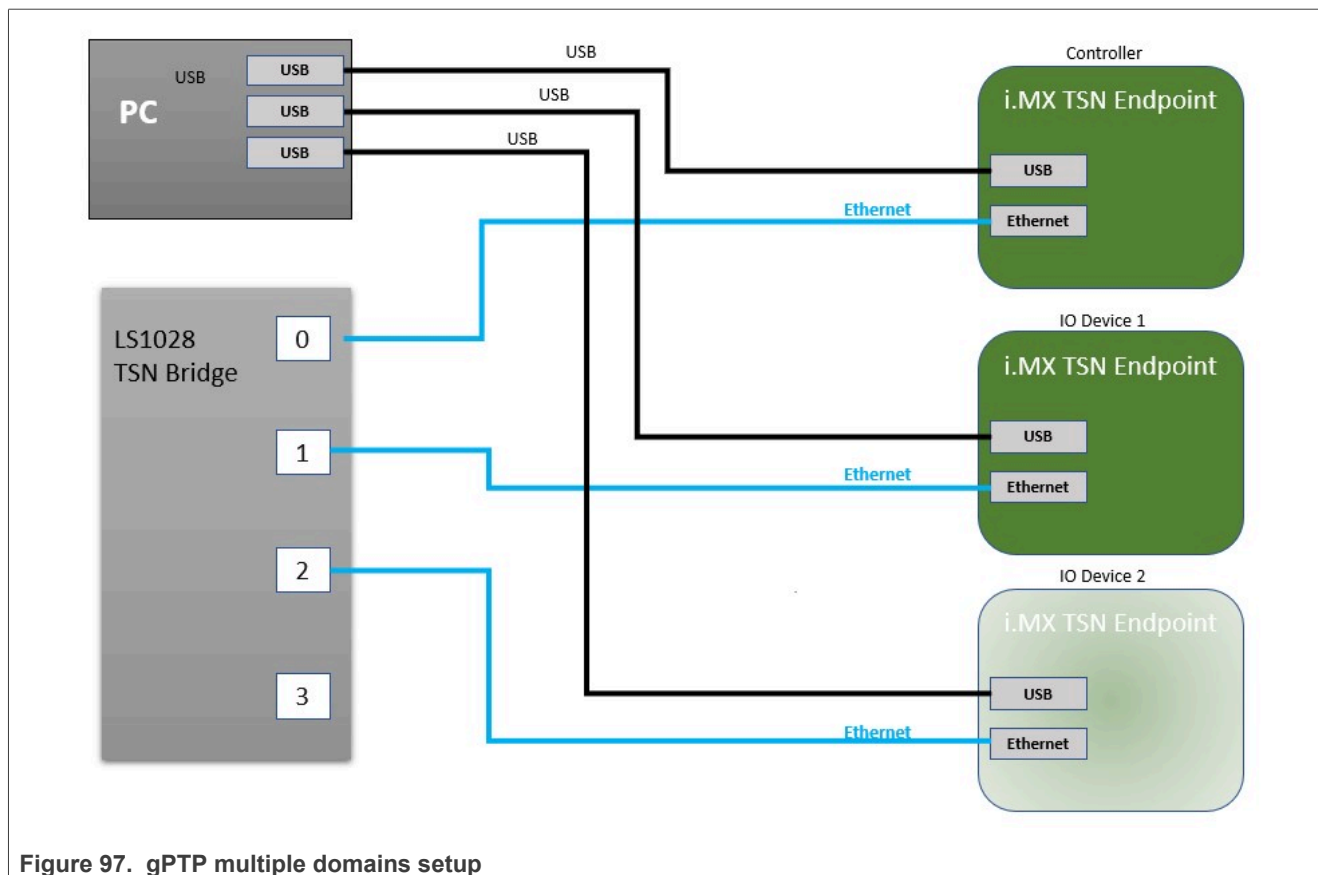 USB
USB
USB
PC
USB
USB
USB
USB
USB
Controller
i.MX TSN Endpoint
USB
Ethernet
Ethernet
LS1028
TSN Bridge
0
1
2
3
IO Device 1
i.MX TSN Endpoint
USB
Ethernet
Ethernet
IO Device 2
i.MX TSN Endpoint
USB
Ethernet
Ethernet
Figure 97. gPTP multiple domains setup